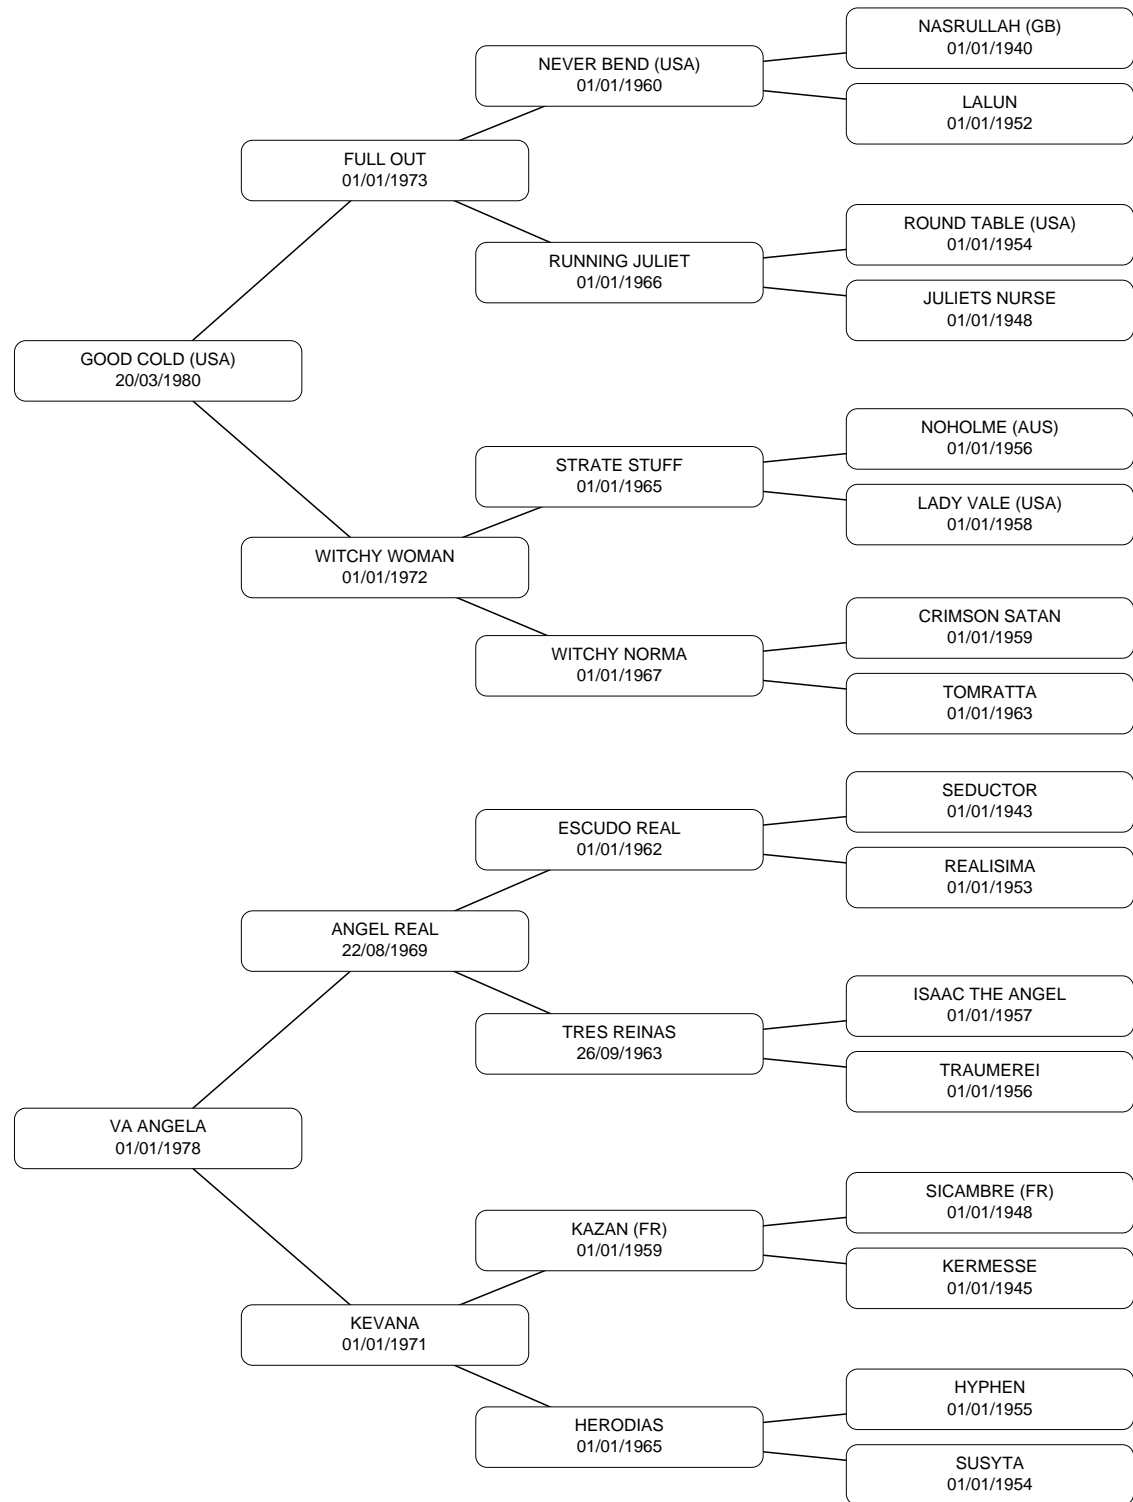 NASRULLAH (GB)
01/01/1940
NEVER BEND (USA)
01/01/1960
LALUN
01/01/1952
FULL OUT
01/01/1973
ROUND TABLE (USA)
01/01/1954
RUNNING JULIET
01/01/1966
JULIETS NURSE
01/01/1948
GOOD COLD (USA)
20/03/1980
NOHOLME (AUS)
01/01/1956
STRATE STUFF
01/01/1965
LADY VALE (USA)
01/01/1958
WITCHY WOMAN
01/01/1972
CRIMSON SATAN
01/01/1959
WITCHY NORMA
01/01/1967
TOMRATTA
01/01/1963
SEDUCTOR
01/01/1943
ESCUDO REAL
01/01/1962
REALISIMA
01/01/1953
ANGEL REAL
22/08/1969
ISAAC THE ANGEL
01/01/1957
TRES REINAS
26/09/1963
TRAUMEREI
01/01/1956
VA ANGELA
01/01/1978
SICAMBRE (FR)
01/01/1948
KAZAN (FR)
01/01/1959
KERMESSE
01/01/1945
KEVANA
01/01/1971
HYPHEN
01/01/1955
HERODIAS
01/01/1965
SUSYTA
01/01/1954